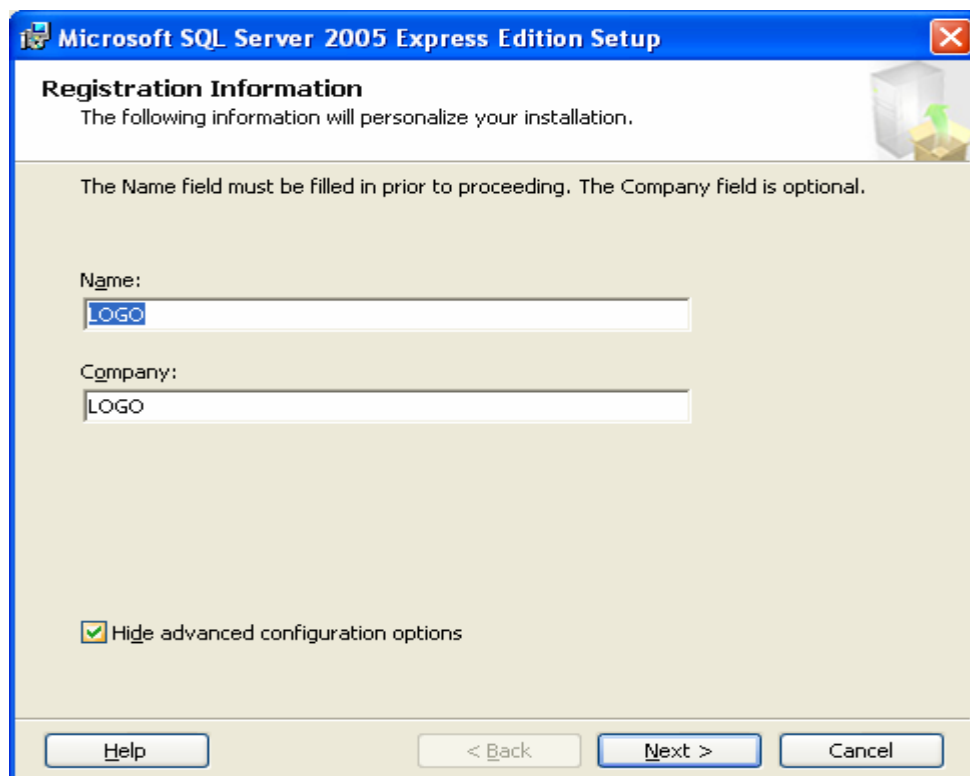 Microsoft SQL Server 2005 Express Edition Setup
Registration Information
The following information will personalize your installation.
The Name field must be filled in prior to proceeding. The Company field is optional.
Name:
LOGO
Company:
LOGO
Hide advanced configuration options
Help < Back Next > Cancel